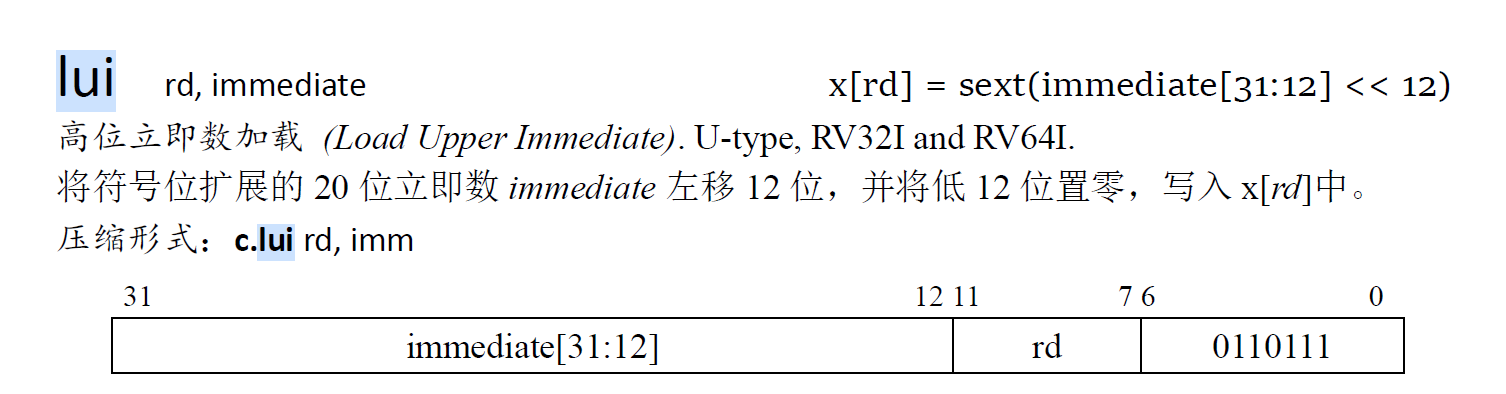 lui rd, immediate x[rd] = sext(immediate[31:12] << 12)
高位立即数加载 (Load Upper Immediate). U-type, RV32I and RV64I.
将符号位扩展的 20 位立即数 immediate 左移 12 位，并将低 12 位置零，写入 x[rd]中。
压缩形式：c.lui rd, imm
31 12 11 7 6 0
immediate[31:12] rd 0110111